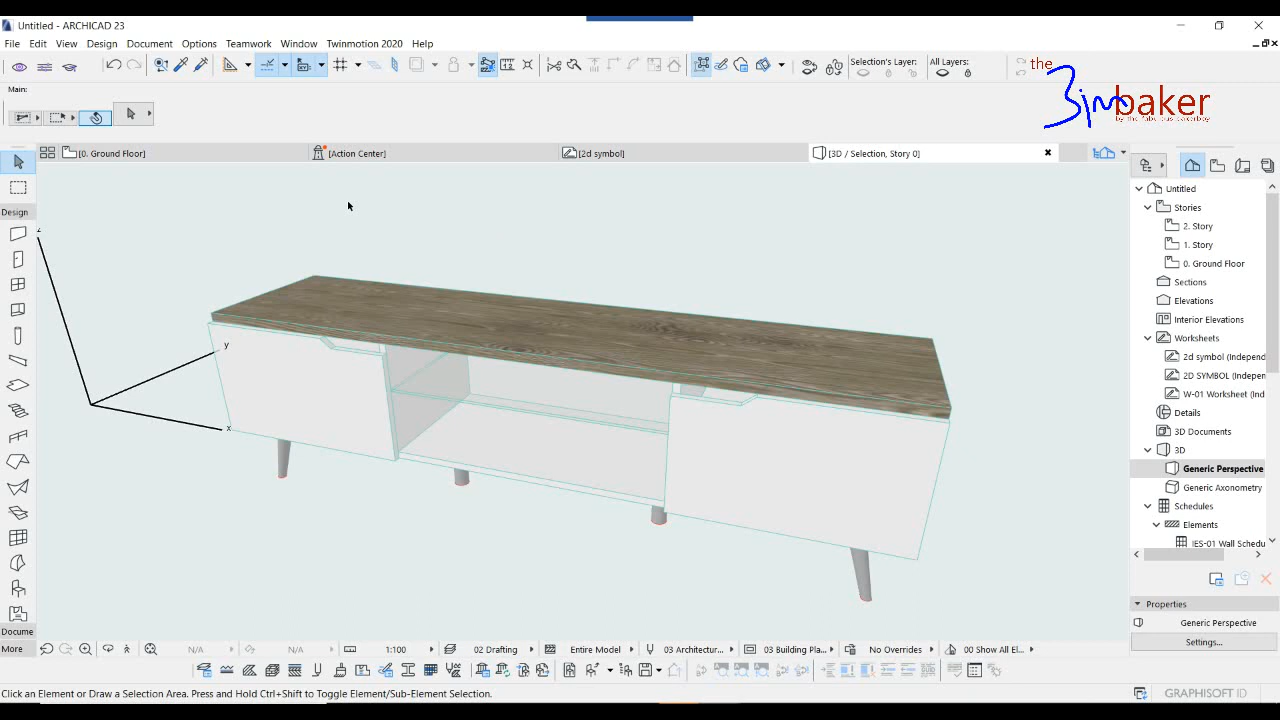 Untitled - ARCHICAD 23
File Edit View Design Document Options Teamwork Window Twinmotion 2020 Help
Selection's Layer: All Layers:
the
3imbaker
Main:
[0. Ground Floor] [Action Center] [2d symbol] [3D / Selection, Story 0]
Untitled
Design
Stories
2. Story
1. Story
0. Ground Floor
Sections
Elevations
Interior Elevations
Worksheets
2d symbol (Independ
2D SYMBOL (Indepen
W-01 Worksheet (Ind
Details
3D Documents
3D
Generic Perspective
Generic Axonometry
Schedules
Elements
IES-01 Wall Schedu
y
x
z
Properties
Generic Perspective
Settings...
Docume
More
N/A N/A 1:100 02 Drafting Entire Model 03 Architectur... 03 Building Pla... No Overrides 00 Show All El...
Click an Element or Draw a Selection Area. Press and Hold Ctrl+Shift to Toggle Element/Sub-Element Selection.
GRAPHISOFT ID